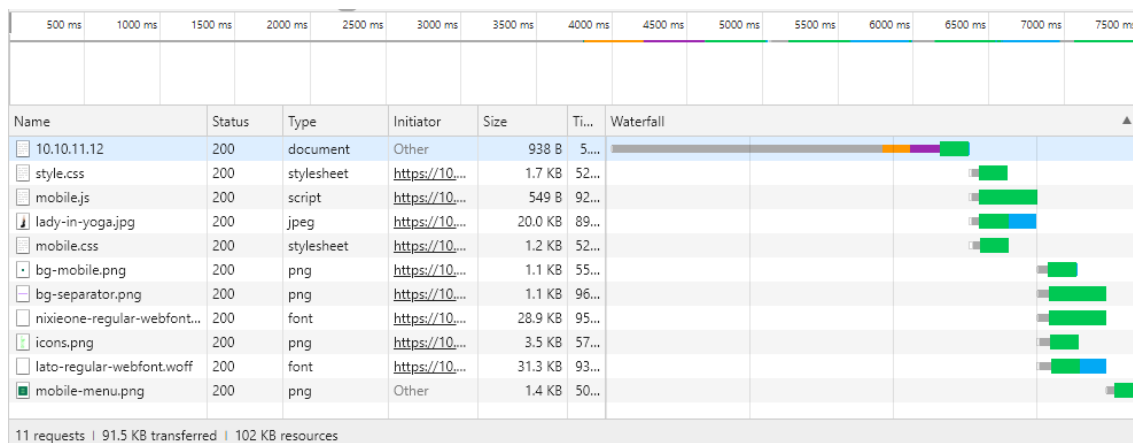 500 ms 1000 ms 1500 ms 2000 ms 2500 ms 3000 ms 3500 ms 4000 ms 4500 ms 5000 ms 5500 ms 6000 ms 6500 ms 7000 ms 7500 ms
Name Status Type Initiator Size Ti... Waterfall
10.10.11.12 200 document Other 938 B 5....
style.css 200 stylesheet https://10.... 1.7 KB 52...
mobile.js 200 script https://10.... 549 B 92...
lady-in-yoga.jpg 200 jpeg https://10.... 20.0 KB 89...
mobile.css 200 stylesheet https://10.... 1.2 KB 52...
bg-mobile.png 200 png https://10.... 1.1 KB 55...
bg-separator.png 200 png https://10.... 1.1 KB 96...
nixieone-regular-webfont... 200 font https://10.... 28.9 KB 95...
icons.png 200 png https://10.... 3.5 KB 57...
lato-regular-webfont.woff 200 font https://10.... 31.3 KB 93...
mobile-menu.png 200 png Other 1.4 KB 50...
11 requests | 91.5 KB transferred | 102 KB resources